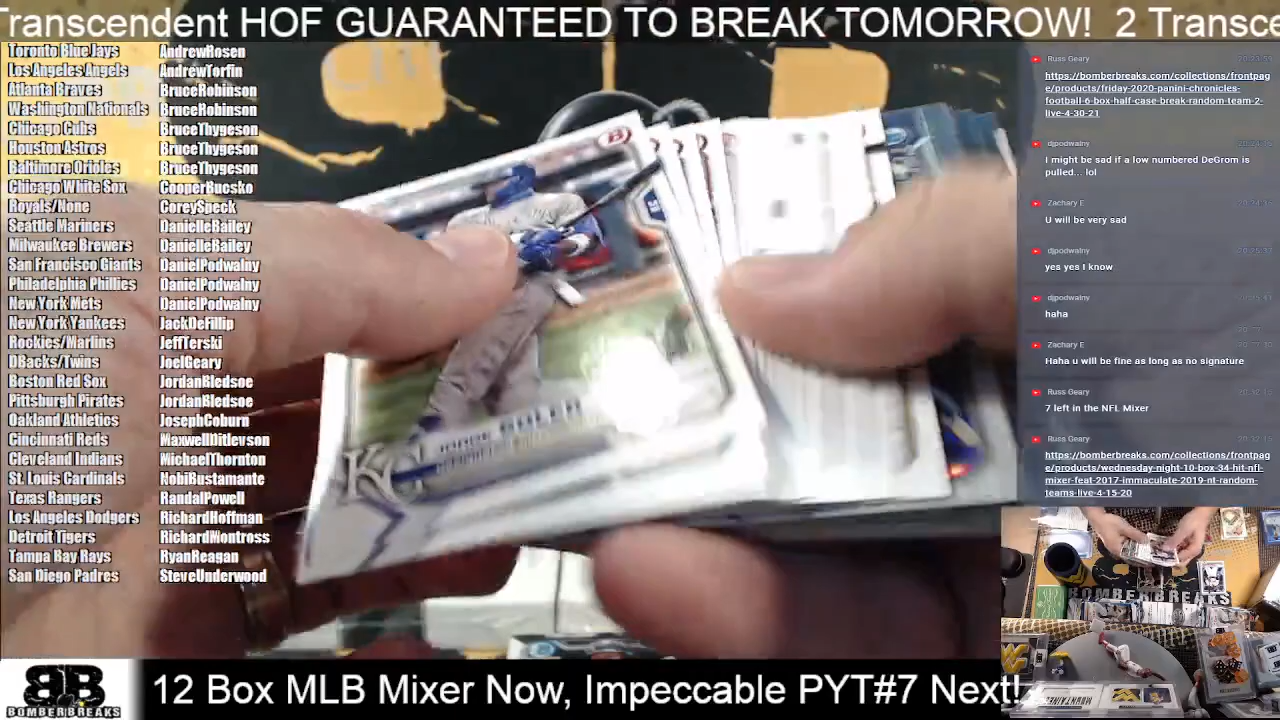 Transcendent HOF GUARANTEED TO BREAK TOMORROW! 2 Transce
Toronto Blue Jays AndrewRosen
Los Angeles Angels AndrewTorfin
Atlanta Braves BruceRobinson
Washington Nationals BruceRobinson
Chicago Cubs BruceThygeson
Houston Astros BruceThygeson
Baltimore Orioles BruceThygeson
Chicago White Sox CooperBuosko
Royals/None CoreySpeck
Seattle Mariners DanielleBailey
Milwaukee Brewers DanielleBailey
San Francisco Giants DanielPodwalny
Philadelphia Phillies DanielPodwalny
New York Mets DanielPodwalny
New York Yankees JackDeFillip
Rockies/Marlins JeffTerski
DBacks/Twins JoelGeary
Boston Red Sox JordanBledsoe
Pittsburgh Pirates JordanBledsoe
Oakland Athletics JosephCoburn
Cincinnati Reds MaxwellDitlevson
Cleveland Indians MichaelThornton
St. Louis Cardinals NobiBustamante
Texas Rangers RandalPowell
Los Angeles Dodgers RichardHoffman
Detroit Tigers RichardMontross
Tampa Bay Rays RyanReagan
San Diego Padres SteveUnderwood
KC
Russ Geary
https://bomberbreaks.com/collections/frontpag
e/products/friday-2020-panini-chronicles-
football-6-box-half-case-break-random-team-2-
live-4-30-21
djpodwalny
I might be sad if a low numbered DeGrom is
pulled... lol
Zachary E
U will be very sad
djpodwalny
yes yes I know
djpodwalny
haha
Zachary E
Haha u will be fine as long as no signature
Russ Geary
7 left in the NFL Mixer
Russ Geary
https://bomberbreaks.com/collections/frontpag
e/products/wednesday-night-10-box-34-hit-nfl-
mixer-feat-2017-immaculate-2019-nt-random-
teams-live-4-15-20
BOMBERBREAKS
BB
BOMBERBREAKS
12 Box MLB Mixer Now, Impeccable PYT#7 Next!